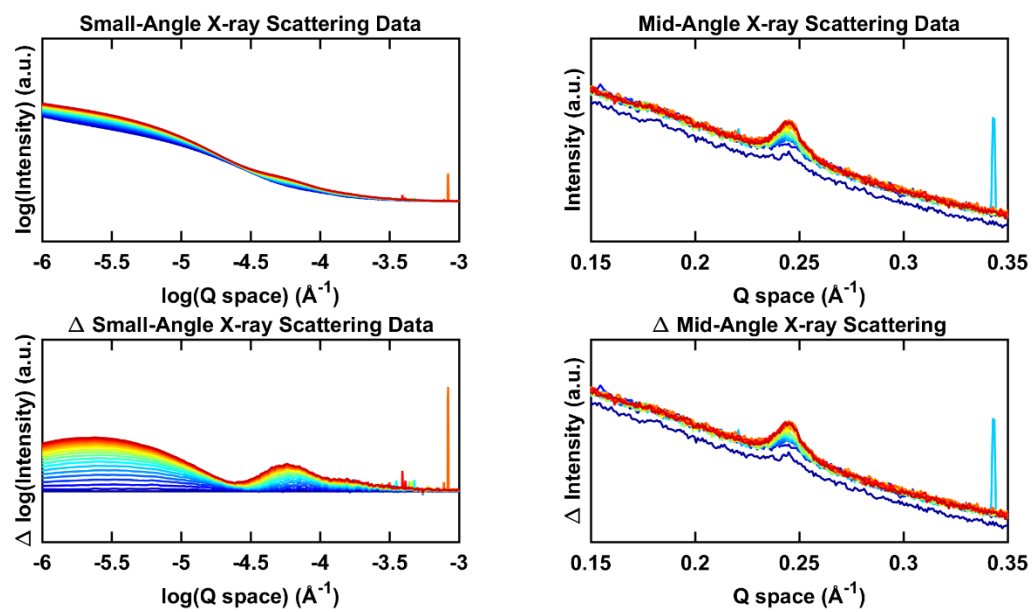 Small-Angle X-ray Scattering Data
log(Intensity) (a.u.)
-6 -5.5 -5 -4.5 -4 -3.5 -3
log(Q space) (Å⁻¹)
Mid-Angle X-ray Scattering Data
Intensity (a.u.)
0.15 0.2 0.25 0.3 0.35
Q space (Å⁻¹)
Δ Small-Angle X-ray Scattering Data
Δ log(Intensity) (a.u.)
-6 -5.5 -5 -4.5 -4 -3.5 -3
log(Q space) (Å⁻¹)
Δ Mid-Angle X-ray Scattering
Δ Intensity (a.u.)
0.15 0.2 0.25 0.3 0.35
Q space (Å⁻¹)